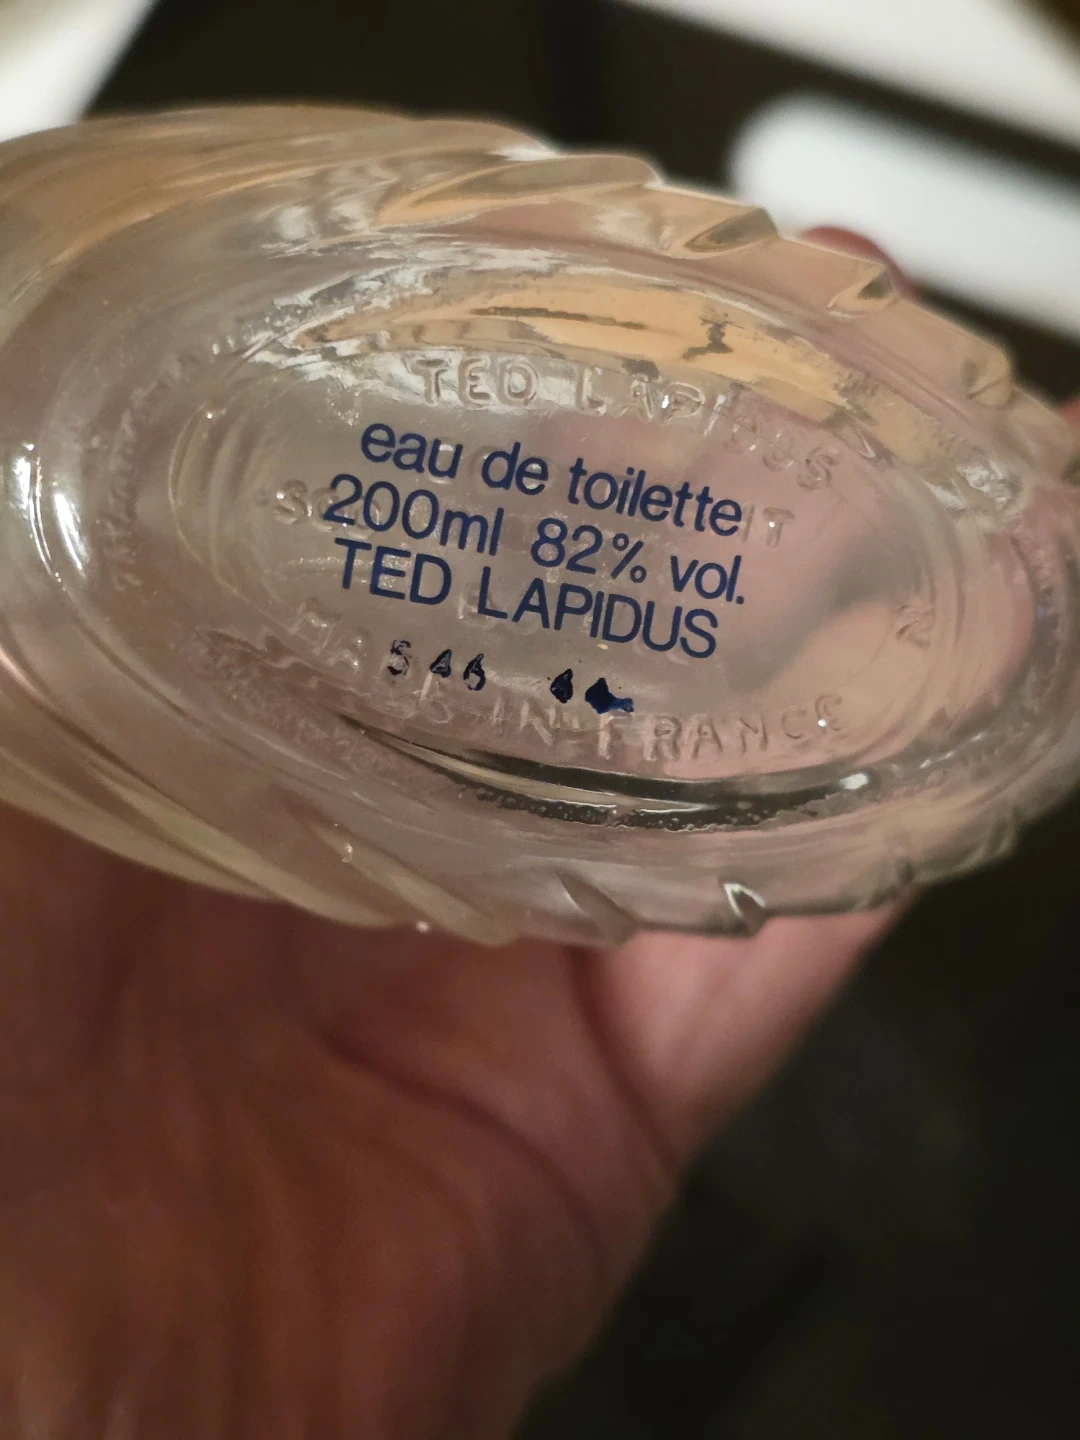 TED LAPIDUS
eau de toilette
200ml 82% vol.
TED LAPIDUS
546
MADE IN FRANCE